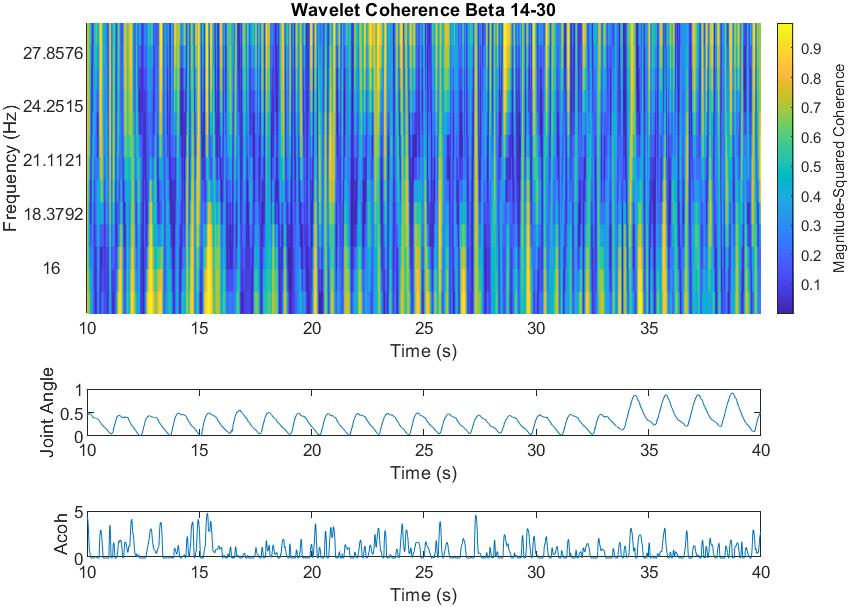 Wavelet Coherence Beta 14-30
Frequency (Hz)
27.8576
24.2515
21.1121
18.3792
16
10 15 20 25 30 35
Time (s)
0.9
0.8
0.7
0.6
0.5
0.4
0.3
0.2
0.1
Magnitude-Squared Coherence
Joint Angle
1
0.5
0
10 15 20 25 30 35 40
Time (s)
Acoh
5
0
10 15 20 25 30 35 40
Time (s)